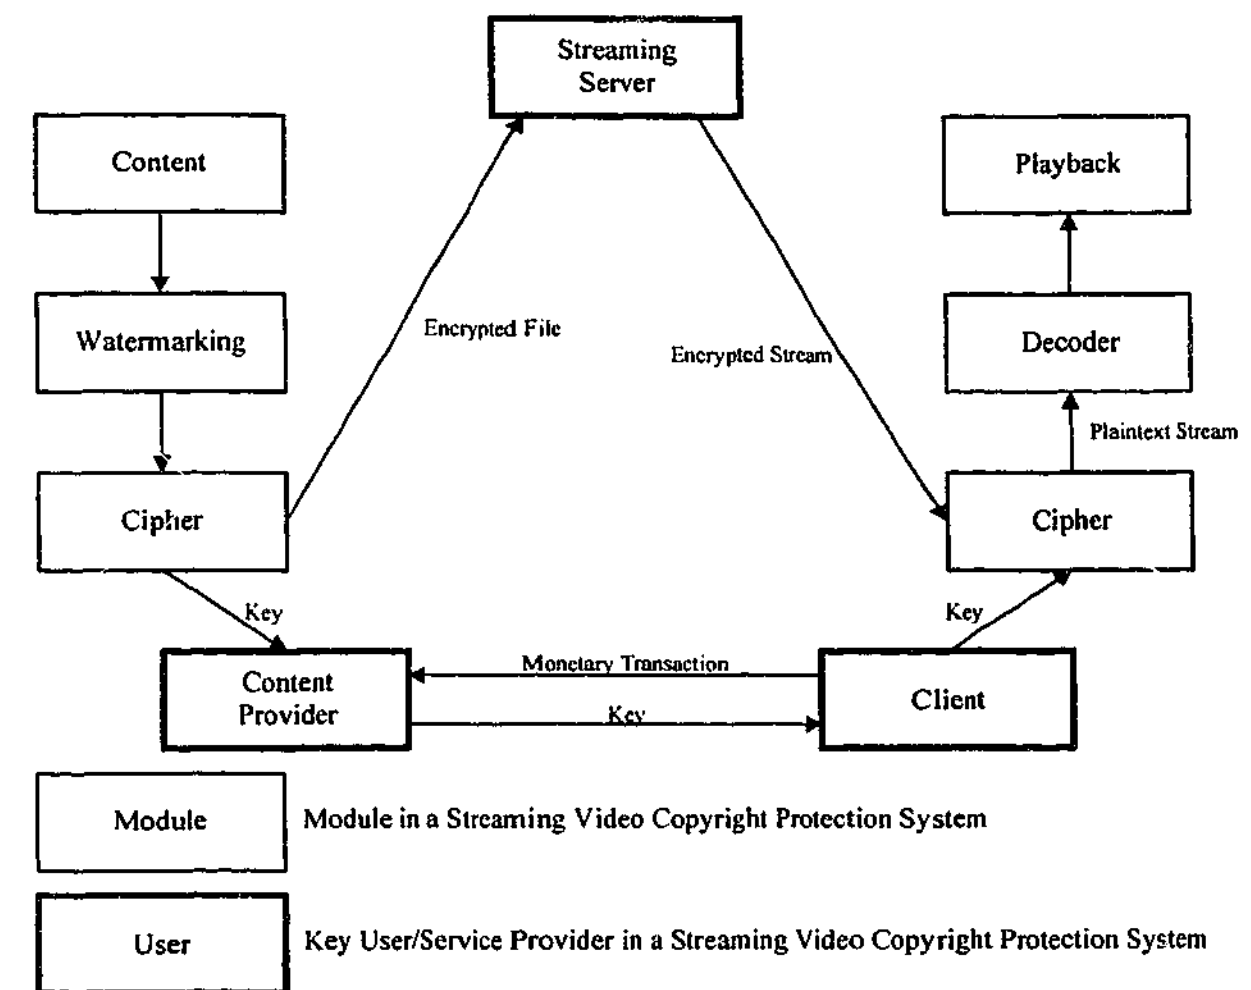 Streaming
Server
Content
Playback
Watermarking
Encrypted File
Decoder
Encrypted Stream
Plaintext Stream
Cipher
Cipher
Key
Key
Content
Provider
Monetary Transaction
Key
Client
Module
Module in a Streaming Video Copyright Protection System
User
Key User/Service Provider in a Streaming Video Copyright Protection System